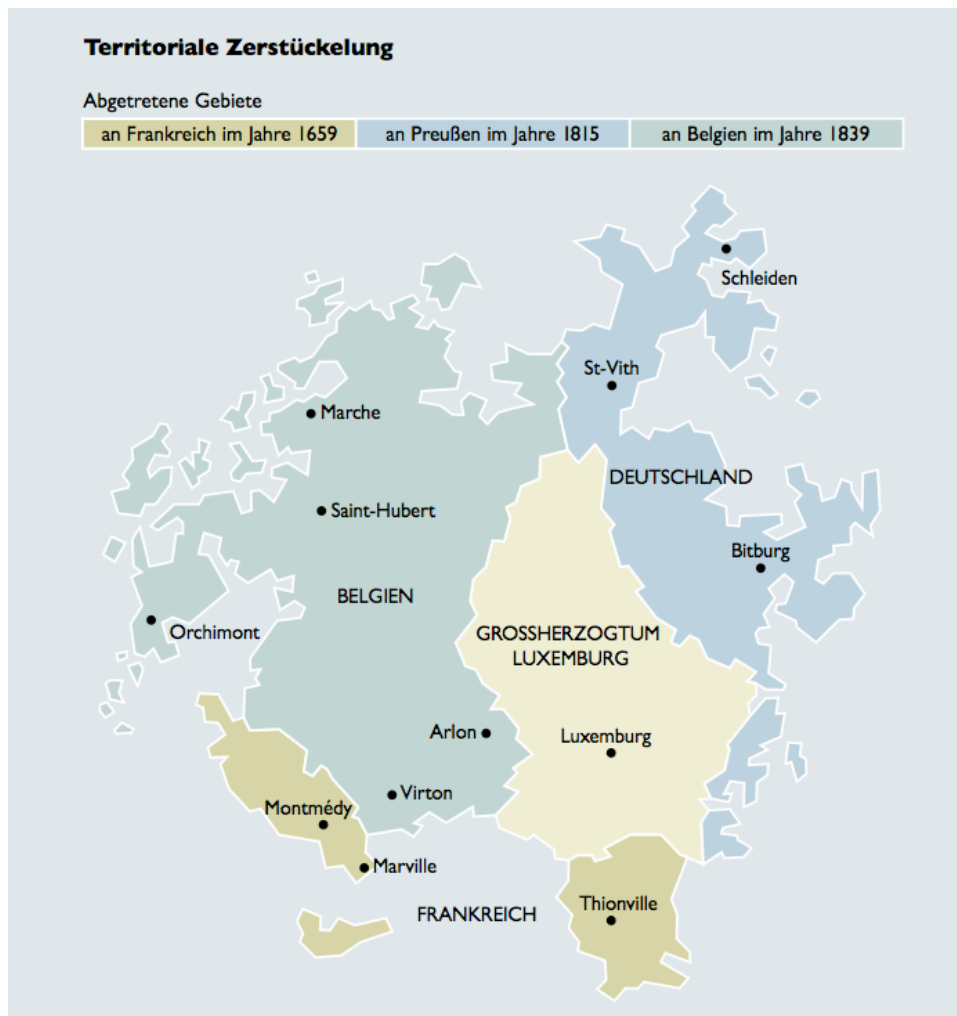 Territoriale Zerstückelung
Abgetretene Gebiete
an Frankreich im Jahre 1659
an Preußen im Jahre 1815
an Belgien im Jahre 1839
Schleiden
St-Vith
Marche
DEUTSCHLAND
Saint-Hubert
Bitburg
BELGIEN
Orchimont
GROSSHERZOGTUM
LUXEMBURG
Arlon
Luxemburg
Virton
Montmédy
Marville
Thionville
FRANKREICH